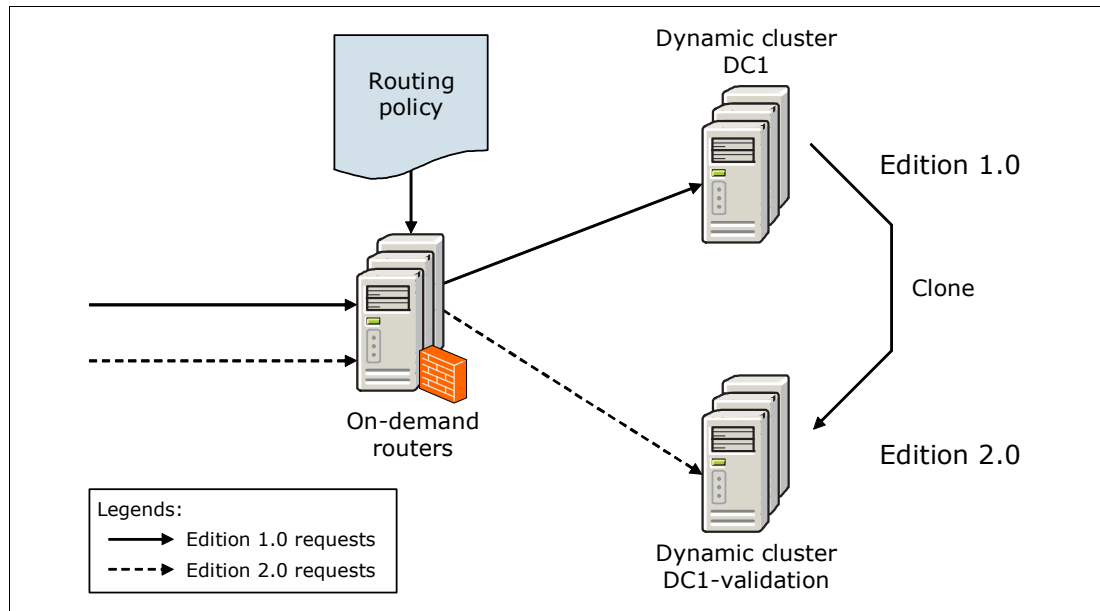 Dynamic cluster
DC1
Routing
policy
Edition 1.0
Clone
On-demand
routers
Edition 2.0
Legends:
Edition 1.0 requests
Edition 2.0 requests
Dynamic cluster
DC1-validation